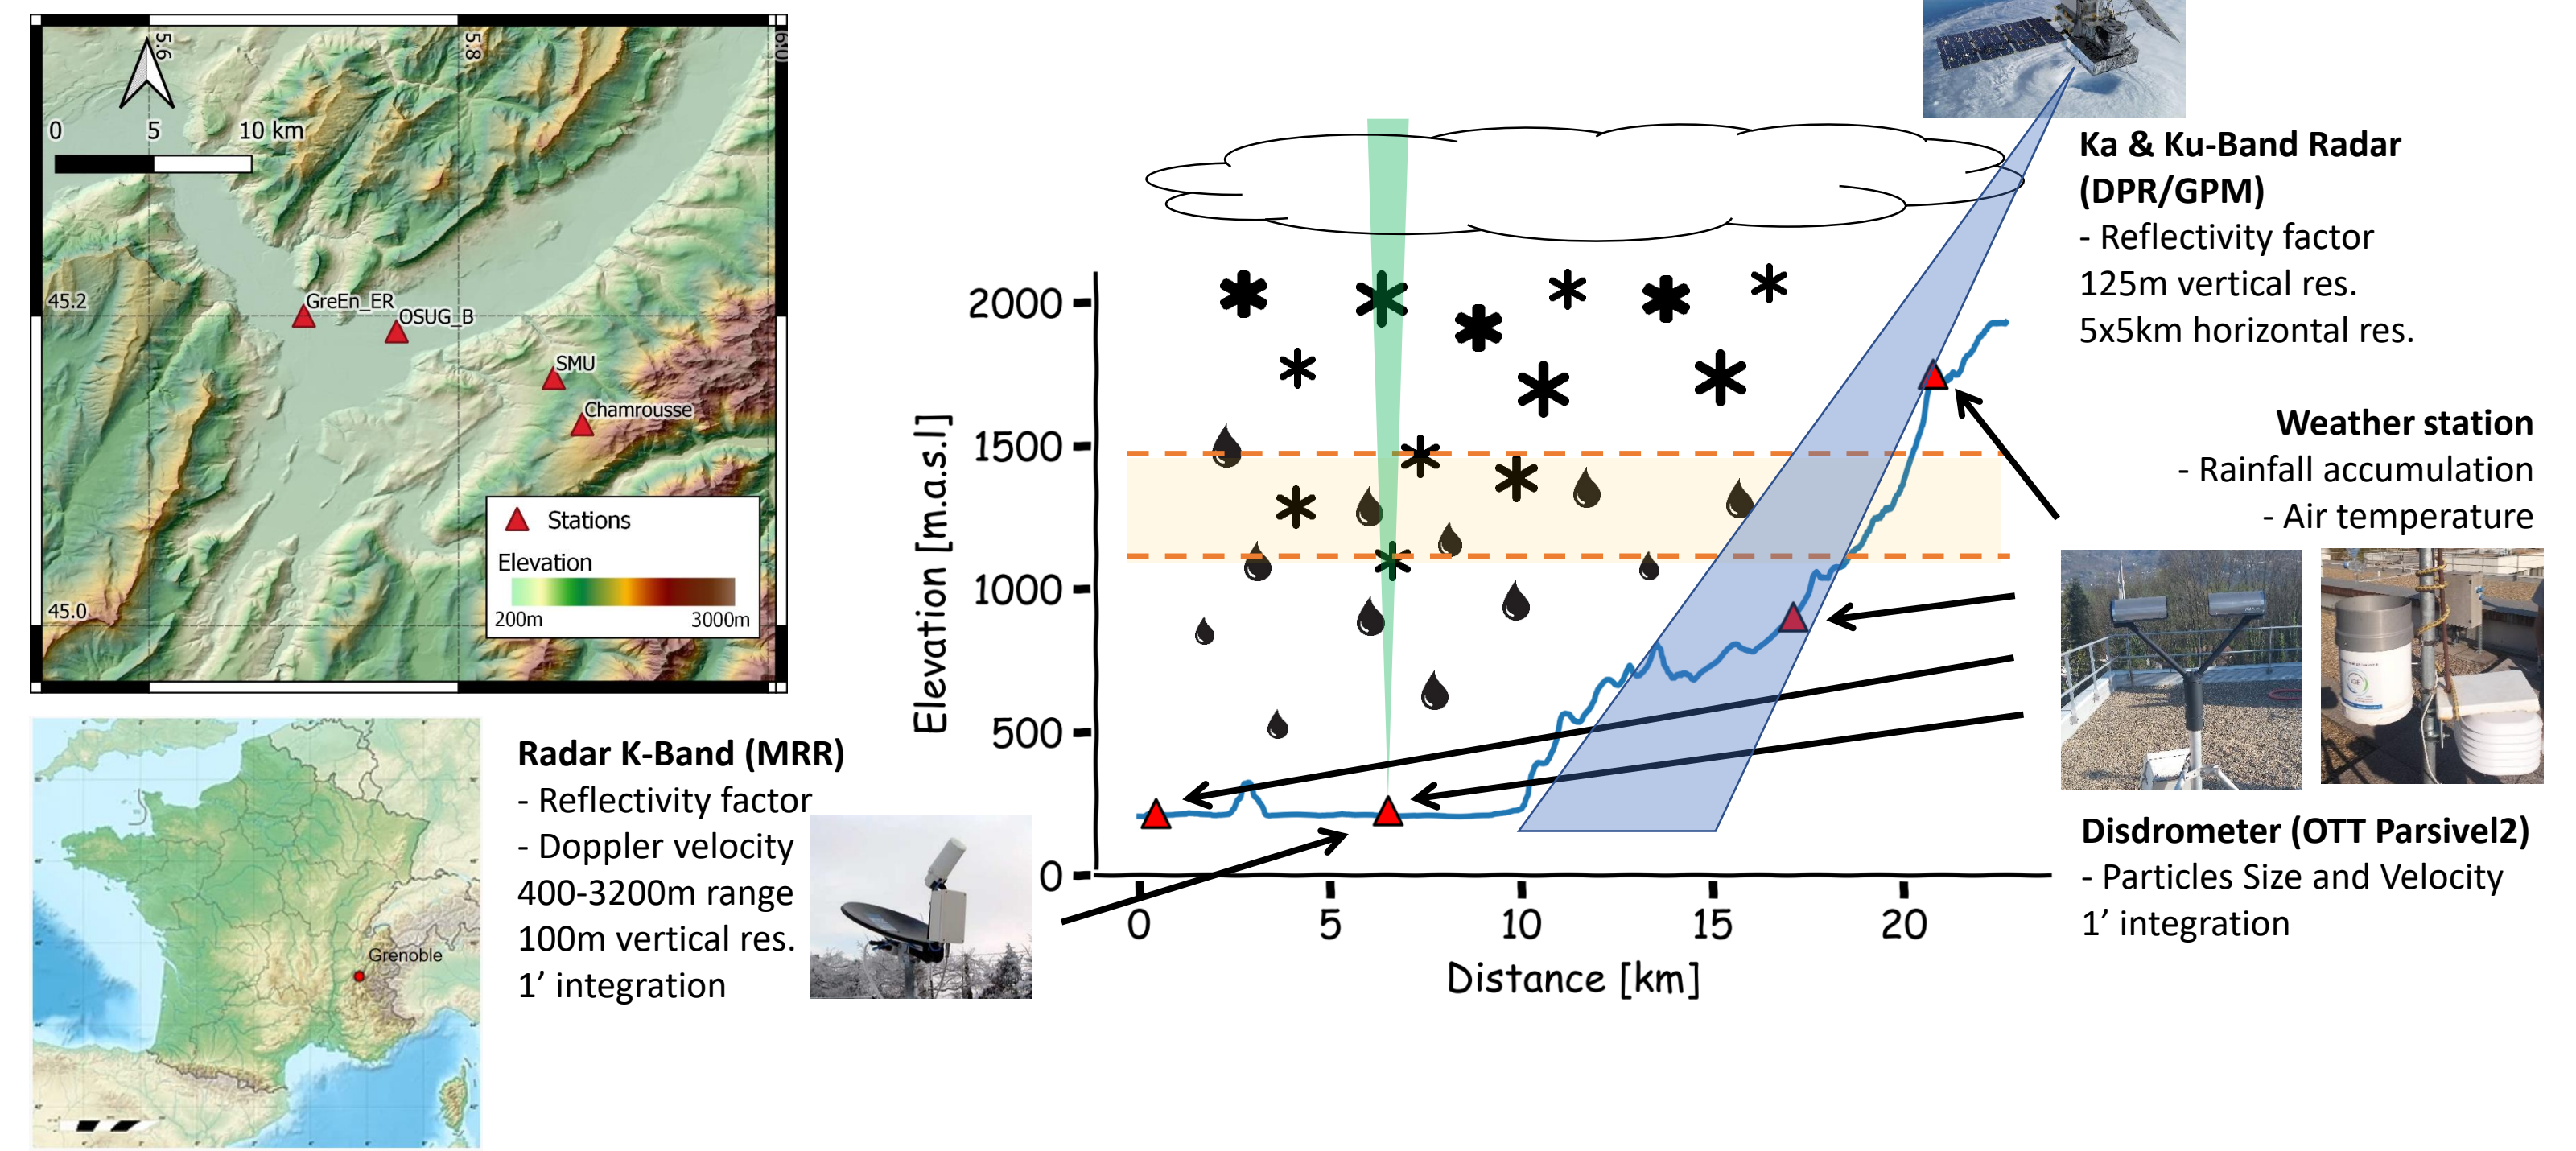 5.6
5.8
6.0
0 5 10 km
45.2
GreEn_ER
OSUG_B
SMU
Chamrousse
Stations
Elevation
200m 3000m
45.0
Grenoble
Radar K-Band (MRR)
- Reflectivity factor
- Doppler velocity
400-3200m range
100m vertical res.
1’ integration
Elevation [m.a.s.l]
2000
1500
1000
500
0
0 5 10 15 20
Distance [km]
Ka & Ku-Band Radar
(DPR/GPM)
- Reflectivity factor
125m vertical res.
5x5km horizontal res.
Weather station
- Rainfall accumulation
- Air temperature
Disdrometer (OTT Parsivel2)
- Particles Size and Velocity
1’ integration